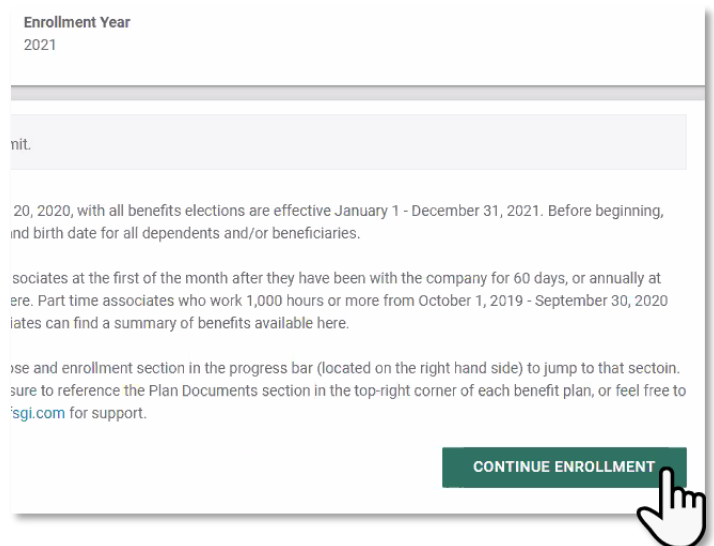 Enrollment Year
2021
mit.
20, 2020, with all benefits elections are effective January 1 - December 31, 2021. Before beginning,
and birth date for all dependents and/or beneficiaries.
sociates at the first of the month after they have been with the company for 60 days, or annually at
ere. Part time associates who work 1,000 hours or more from October 1, 2019 - September 30, 2020
iates can find a summary of benefits available here.
ose and enrollment section in the progress bar (located on the right hand side) to jump to that sectoin.
sure to reference the Plan Documents section in the top-right corner of each benefit plan, or feel free to
fsgi.com for support.
CONTINUE ENROLLMENT